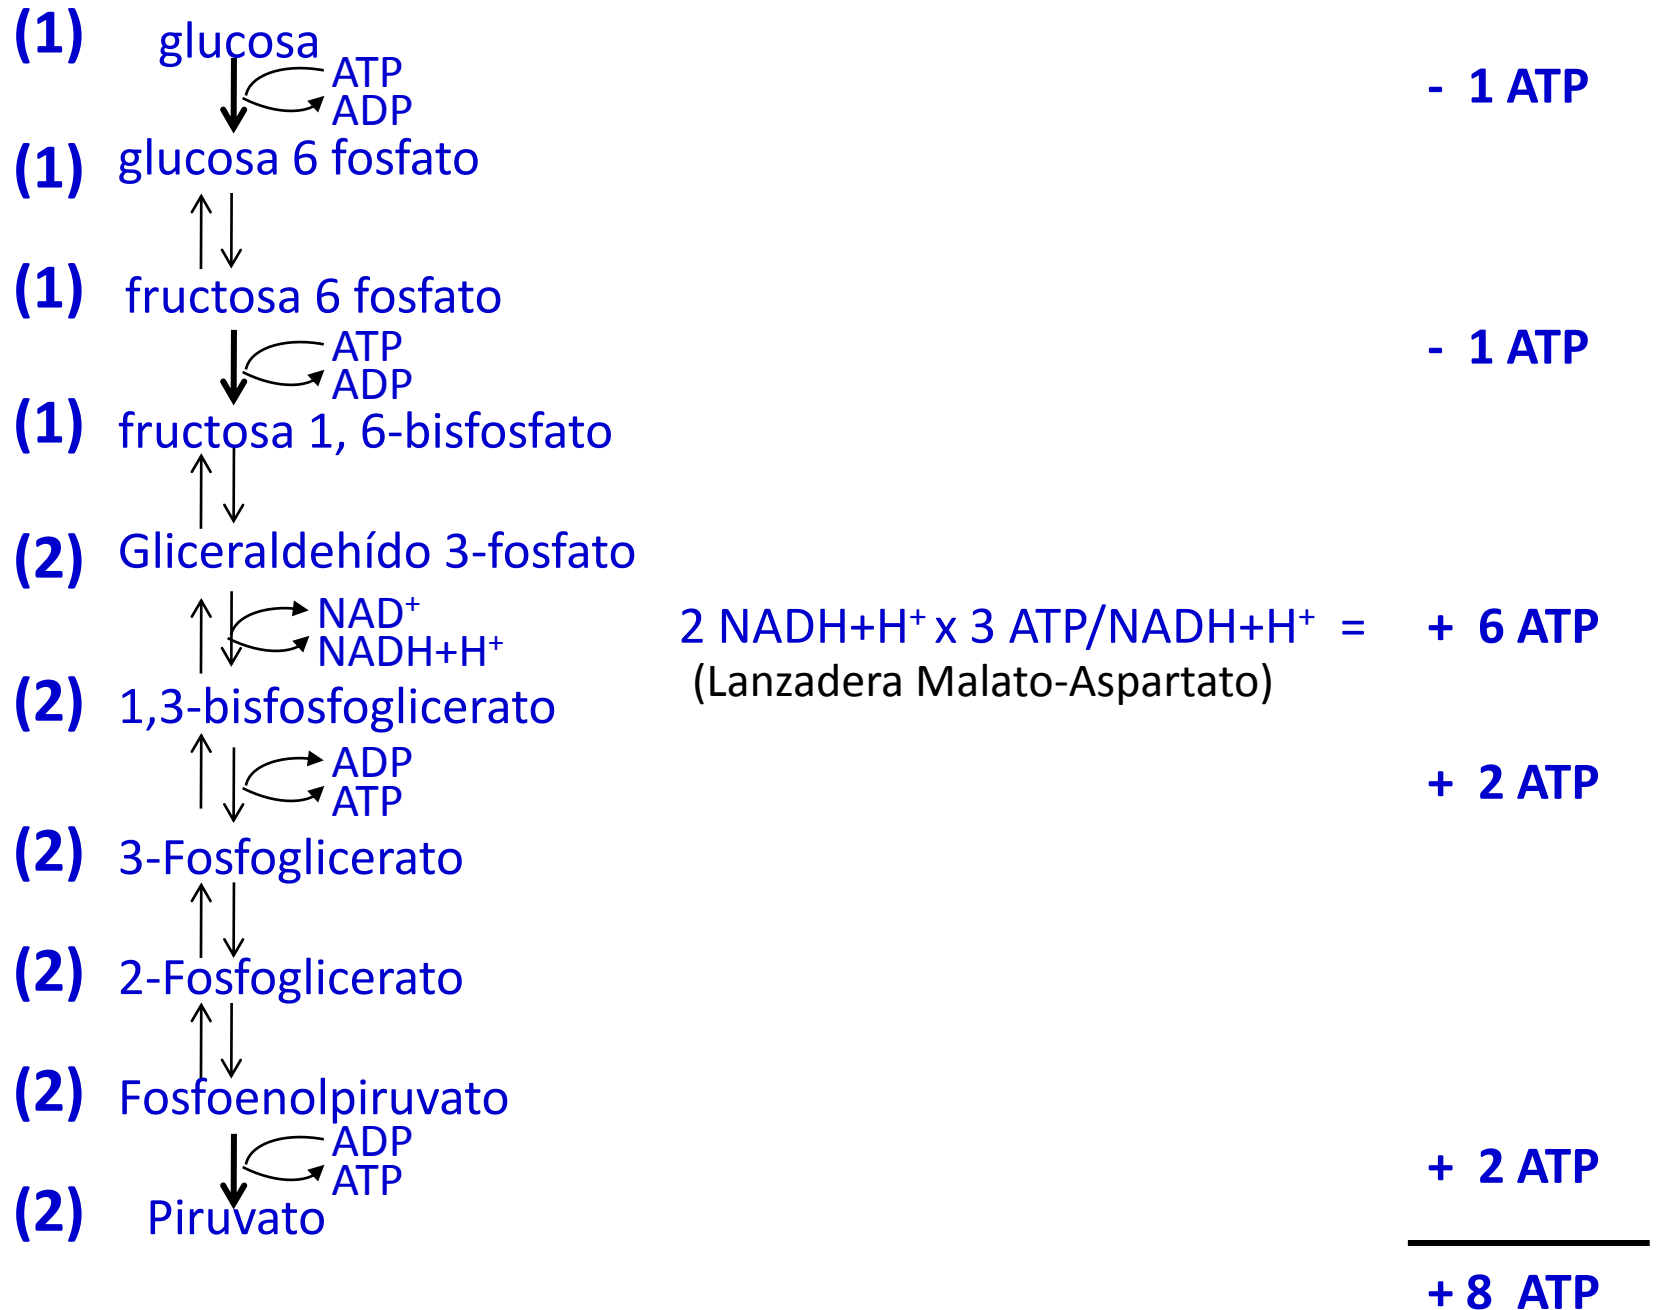 (1) glucosa
ATP
- 1 ATP
ADP
(1) glucosa 6 fosfato
(1) fructosa 6 fosfato
ATP
- 1 ATP
ADP
(1) fructosa 1, 6-bisfosfato
(2) Gliceraldehído 3-fosfato
NAD⁺
2 NADH+H⁺ x 3 ATP/NADH+H⁺ = + 6 ATP
NADH+H⁺
(Lanzadera Malato-Aspartato)
(2) 1,3-bisfosfoglicerato
ADP
+ 2 ATP
ATP
(2) 3-Fosfoglicerato
(2) 2-Fosfoglicerato
(2) Fosfoenolpiruvato
ADP
+ 2 ATP
ATP
(2) Piruvato
+ 8 ATP